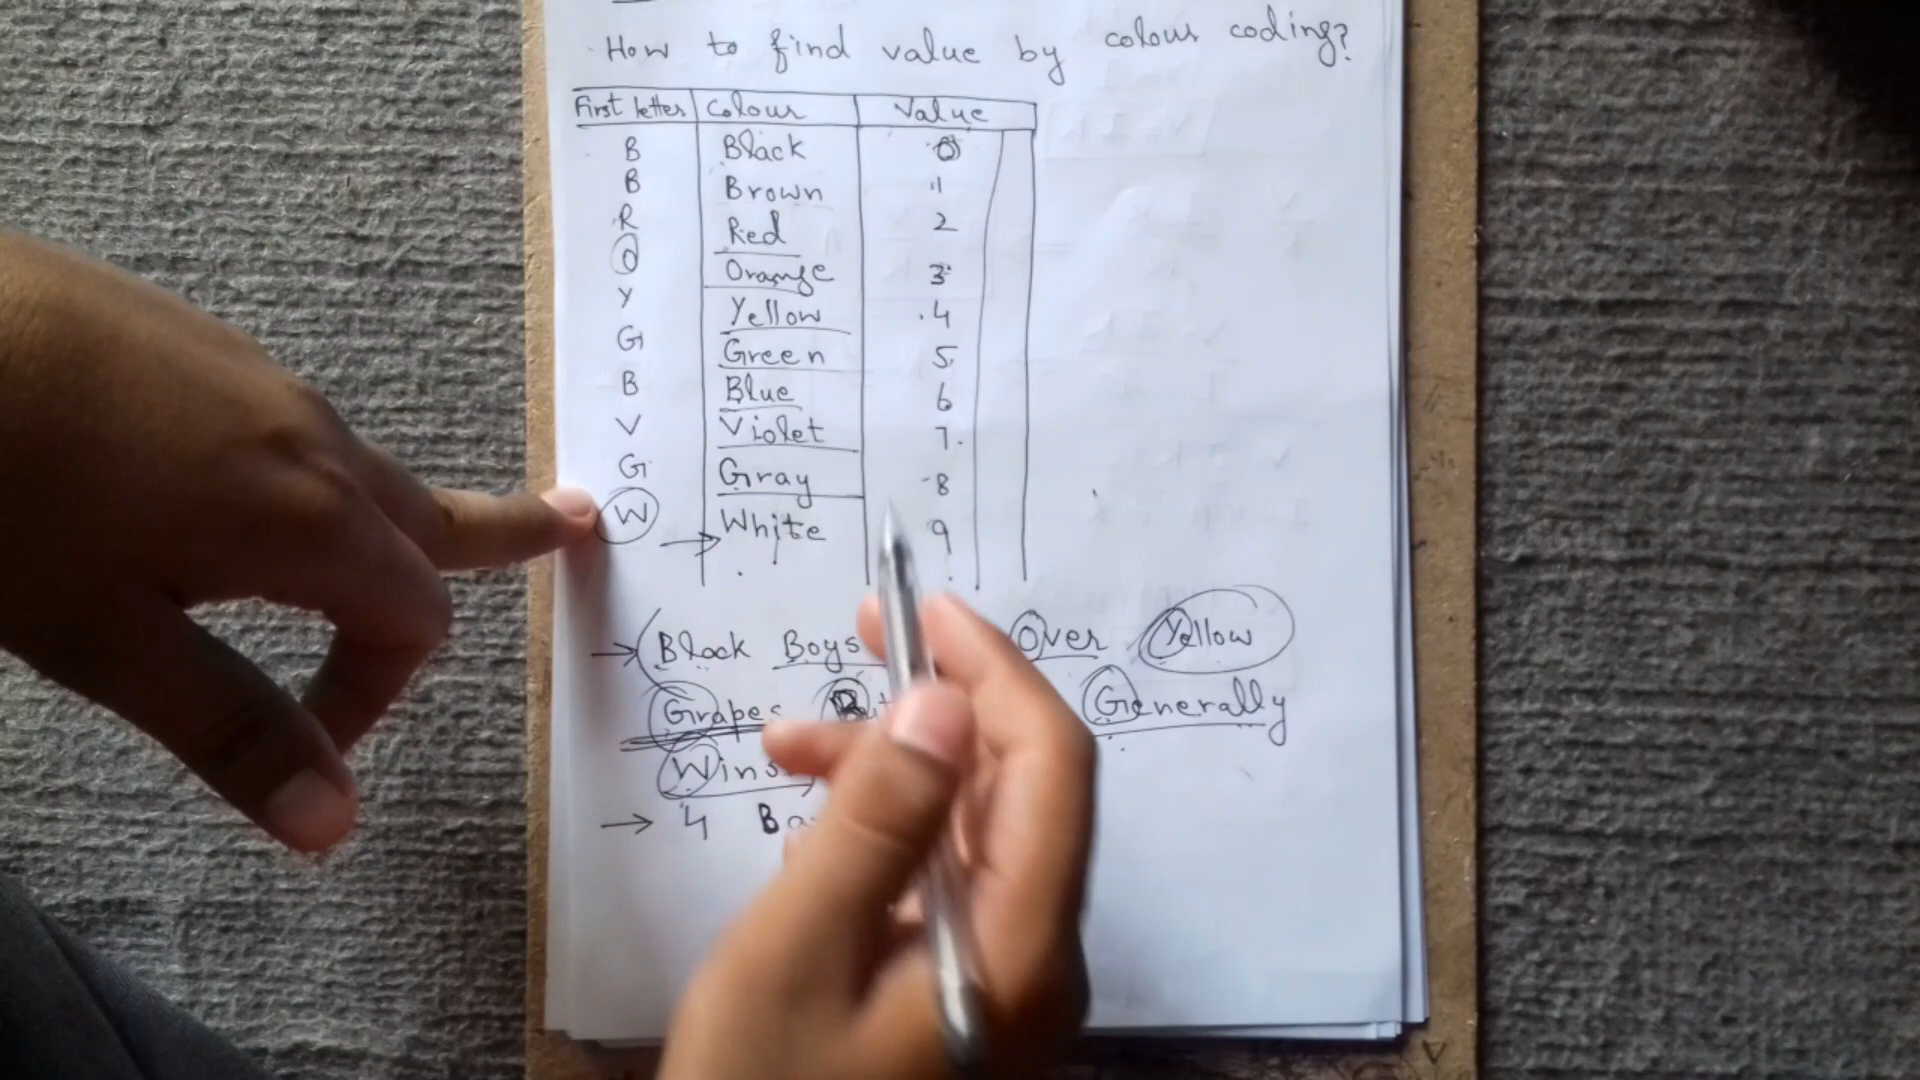 How to find value by colour coding?
First letter Colour Value
B Black 0
B Brown 1
R Red 2
O Orange 3
Y Yellow 4
G Green 5
B Blue 6
V Violet 7
G Gray 8
W White 9
Black Boys Over Yellow
Grapes Generally
4